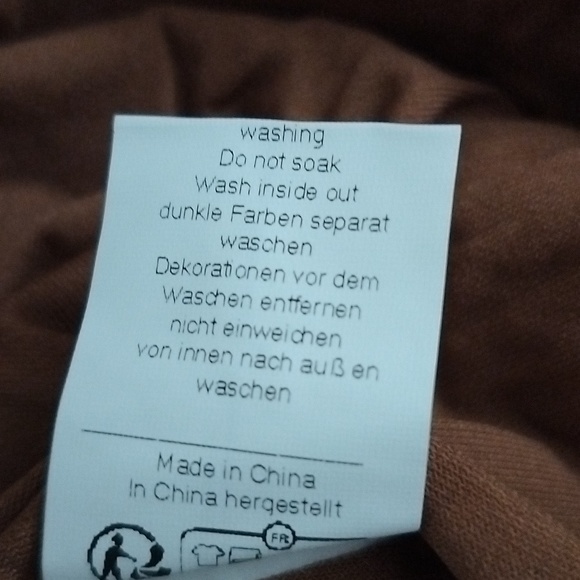 washing
Do not soak
Wash inside out
dunkle Farben separat
waschen
Dekorationen vor dem
Waschen entfernen
nicht einweichen
von innen nach auß en
waschen
Made in China
In China hergestellt
FR